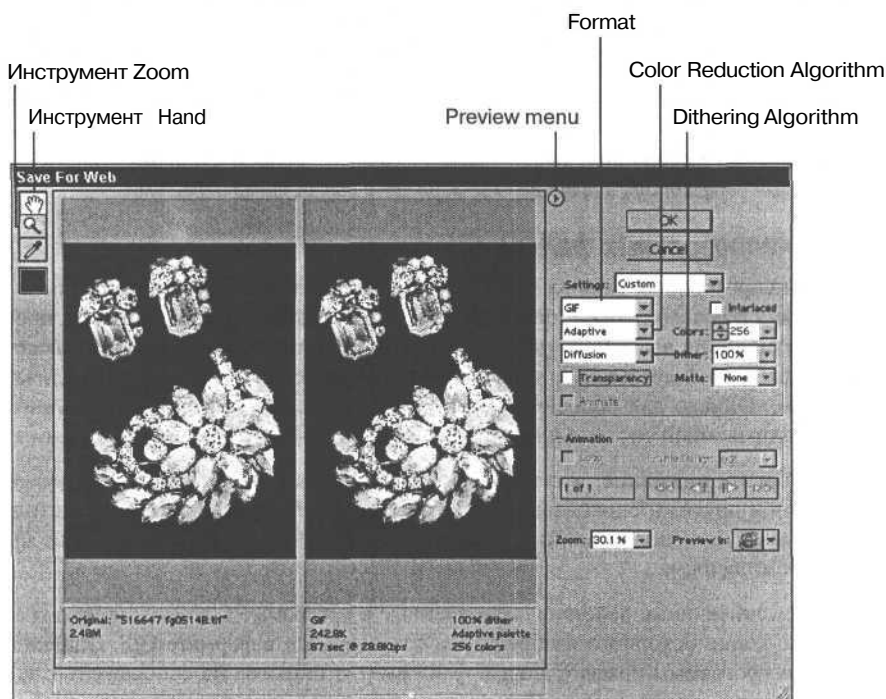 Format
Инструмент Zoom
Color Reduction Algorithm
Инструмент Hand
Preview menu
Dithering Algorithm
Save For Web
OK
Cancel
Settings: Custom
GIF
Interlaced
Adaptive
Colors: 256
Diffusion
Dither: 100%
Transparency
Matte: None
Animate
Animation
1 of 1
Zoom: 30.1%
Preview In:
Original: "516647 fg0514B.tif"
2.48M
GIF
242.8K
87 sec @ 28.8Kbps
100% dither
Adaptive palette
256 colors